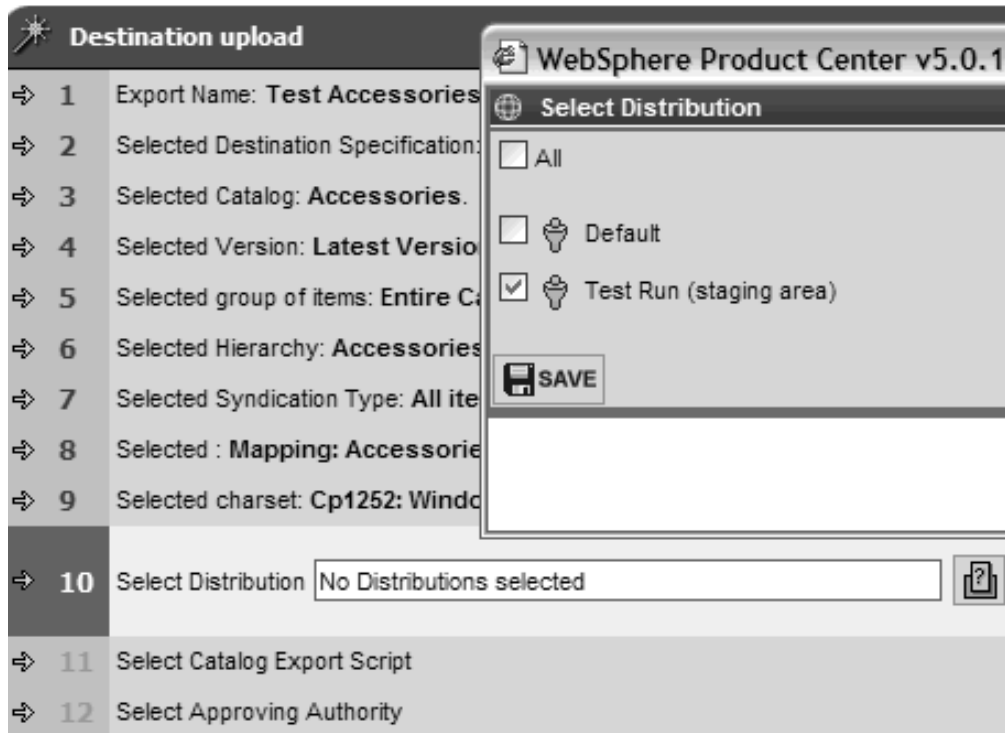 Destination upload
1 Export Name: Test Accessories
2 Selected Destination Specification:
3 Selected Catalog: Accessories.
4 Selected Version: Latest Versio
5 Selected group of items: Entire Ca
6 Selected Hierarchy: Accessories
7 Selected Syndication Type: All ite
8 Selected : Mapping: Accessorie
9 Selected charset: Cp1252: Windo
10 Select Distribution No Distributions selected ?
11 Select Catalog Export Script
12 Select Approving Authority
WebSphere Product Center v5.0.1
Select Distribution
All
Default
Test Run (staging area)
SAVE